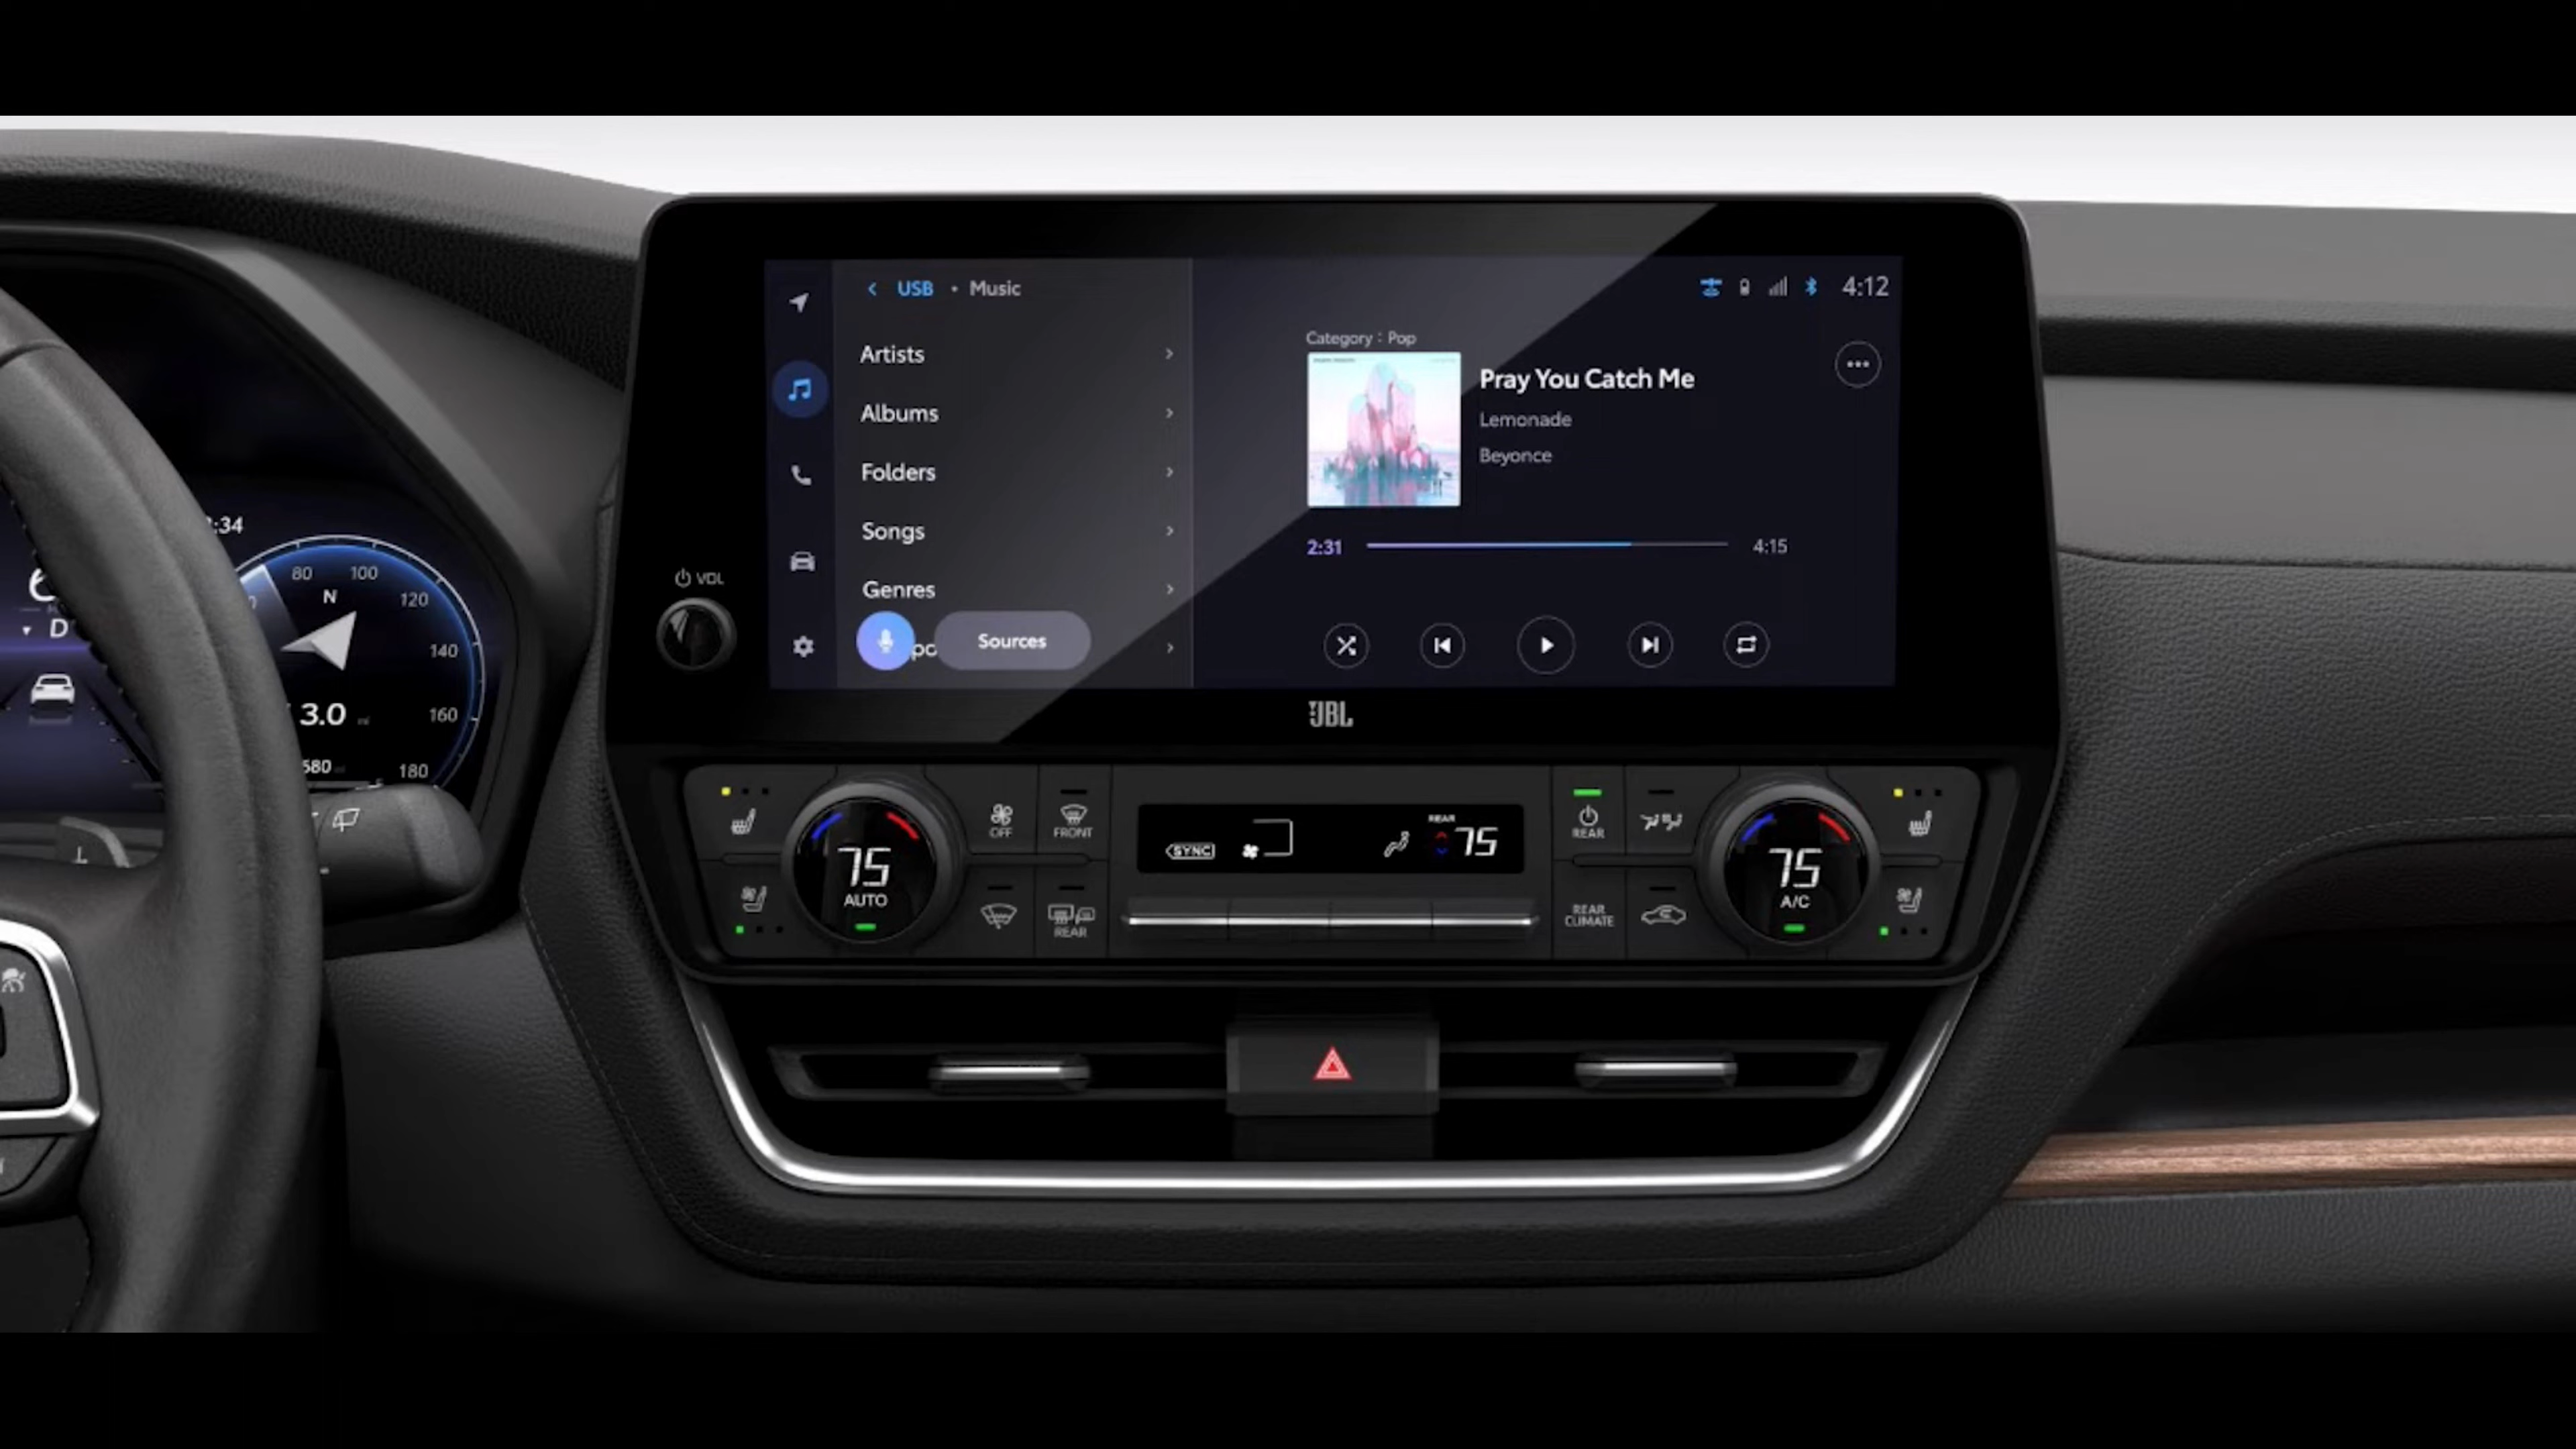 USB • Music
4:12
Artists
Albums
Folders
Songs
Genres
Sources
Category : Pop
Pray You Catch Me
Lemonade
Beyonce
2:31
4:15
VOL
JBL
:34
80
100
120
140
160
180
N
D
3.0
mi
580
75
AUTO
OFF
FRONT
REAR
SYNC
REAR
75
REAR
REAR
CLIMATE
75
A/C